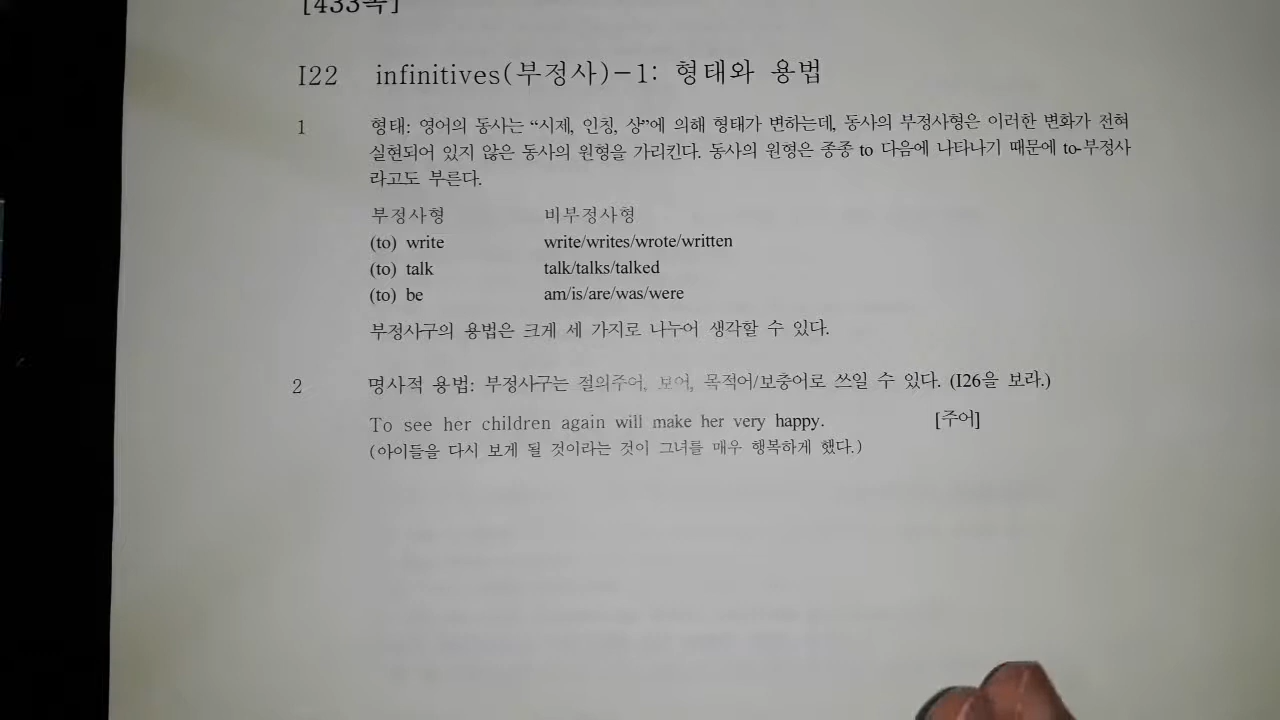 [433쪽]
I22 infinitives(부정사)-1: 형태와 용법
1 형태: 영어의 동사는 “시제, 인칭, 상”에 의해 형태가 변하는데, 동사의 부정사형은 이러한 변화가 전혀
실현되어 있지 않은 동사의 원형을 가리킨다. 동사의 원형은 종종 to 다음에 나타나기 때문에 to-부정사
라고도 부른다.
부정사형 비부정사형
(to) write write/writes/wrote/written
(to) talk talk/talks/talked
(to) be am/is/are/was/were
부정사구의 용법은 크게 세 가지로 나누어 생각할 수 있다.
2 명사적 용법: 부정사구는 절의주어, 보어, 목적어/보충어로 쓰일 수 있다. (I26을 보라.)
To see her children again will make her very happy. [주어]
(아이들을 다시 보게 될 것이라는 것이 그녀를 매우 행복하게 했다.)